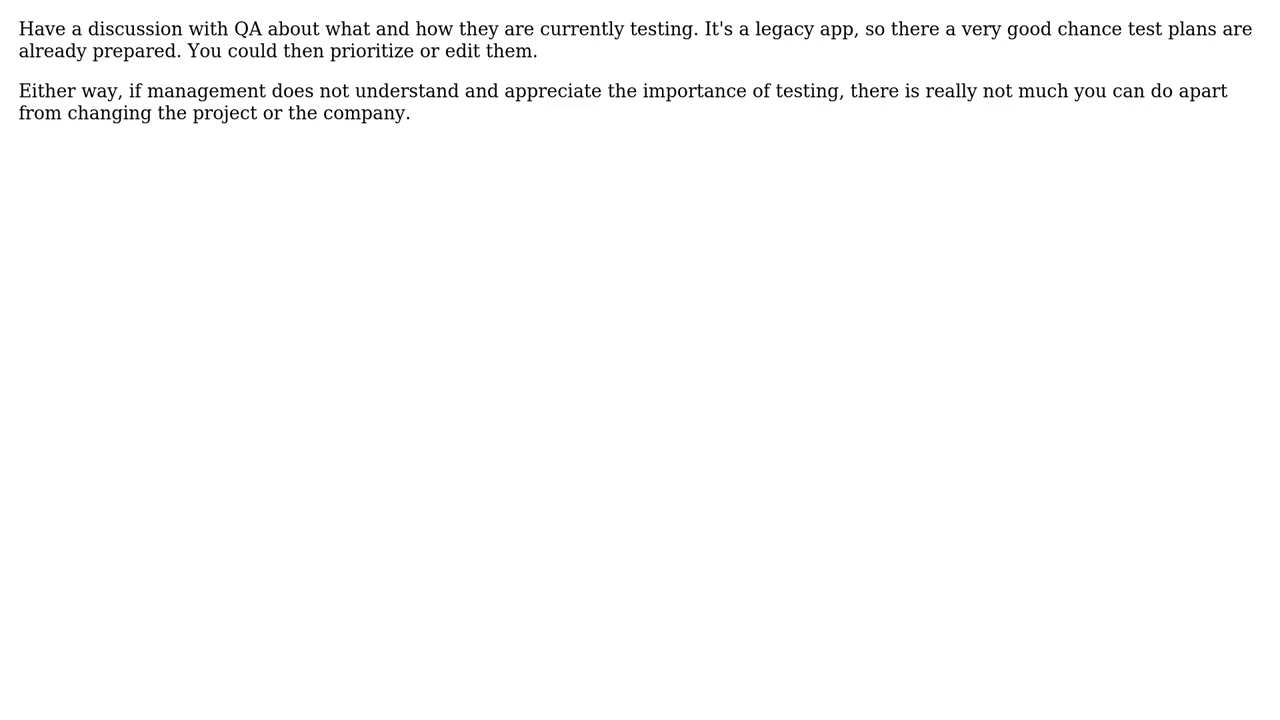 Have a discussion with QA about what and how they are currently testing. It's a legacy app, so there a very good chance test plans are
already prepared. You could then prioritize or edit them.
Either way, if management does not understand and appreciate the importance of testing, there is really not much you can do apart
from changing the project or the company.